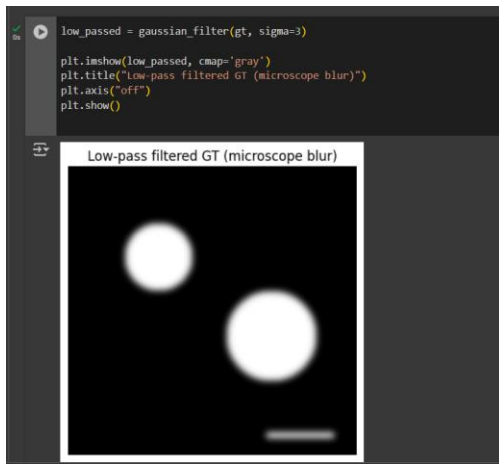 low_passed = gaussian_filter(gt, sigma=3)
plt.imshow(low_passed, cmap='gray')
plt.title("Low-pass filtered GT (microscope blur)")
plt.axis("off")
plt.show()
0s
Low-pass filtered GT (microscope blur)